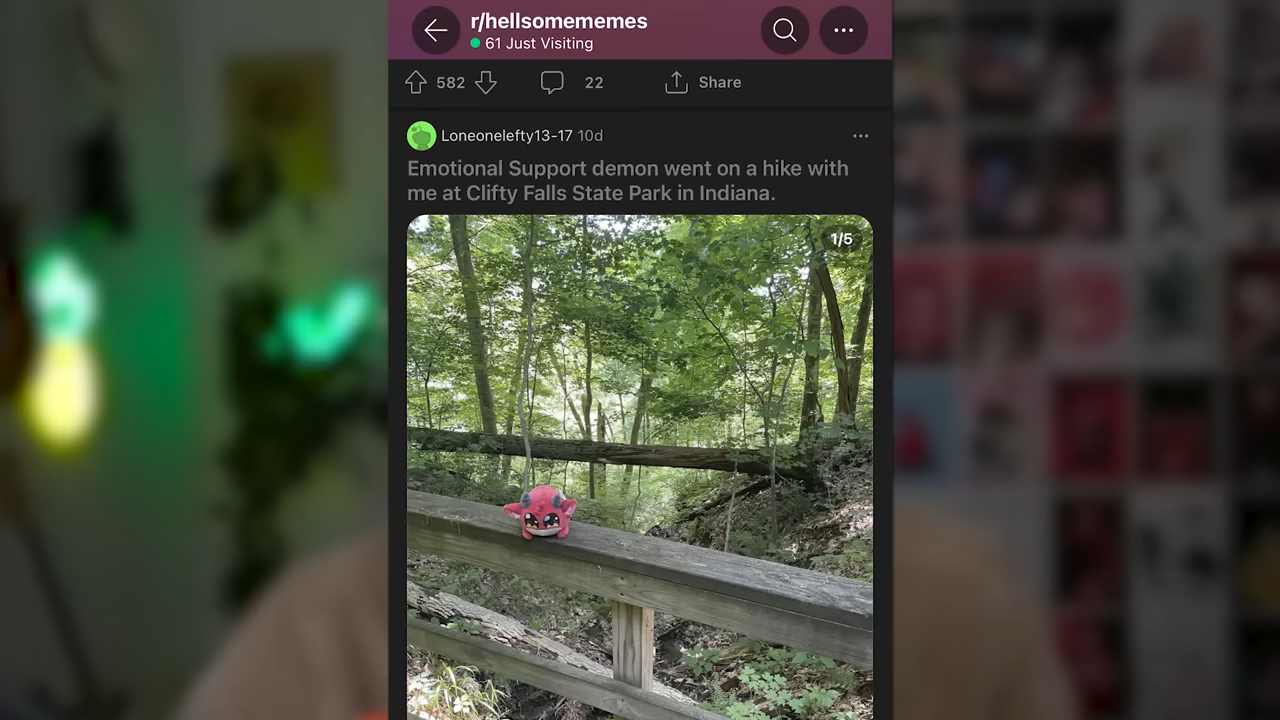 r/hellsomememes
61 Just Visiting
582
22
Share
Loneonelefty13-17 10d
Emotional Support demon went on a hike with
me at Clifty Falls State Park in Indiana.
1/5